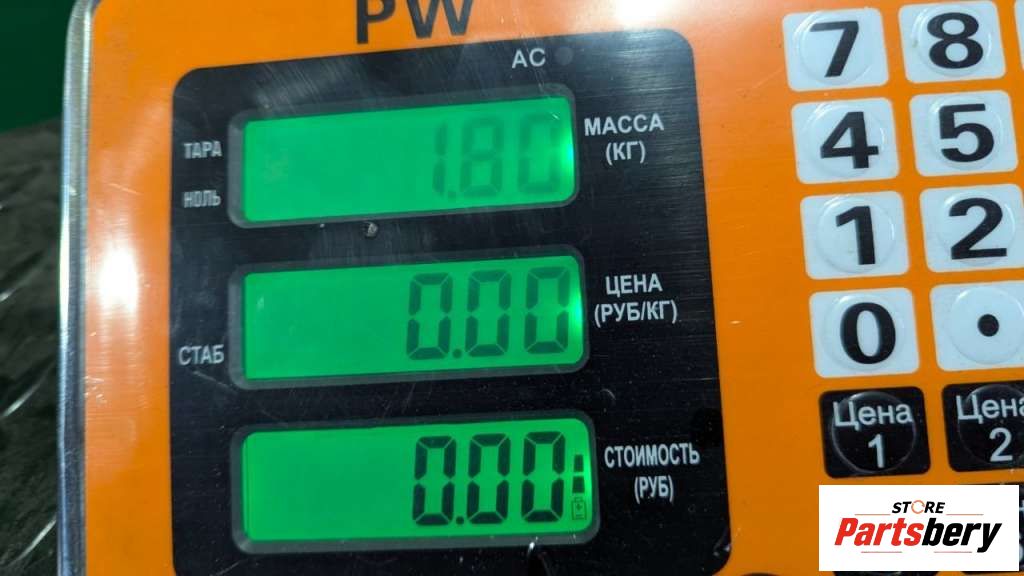 PW
AC
ТАРА
НОЛЬ
1.80
МАССА
(КГ)
СТАБ
0.00
ЦЕНА
(РУБ/КГ)
0.00
СТОИМОСТЬ
(РУБ)
7 8
4 5
1 2
0 .
Цена
1
Цена
2
STORE
Partsbery